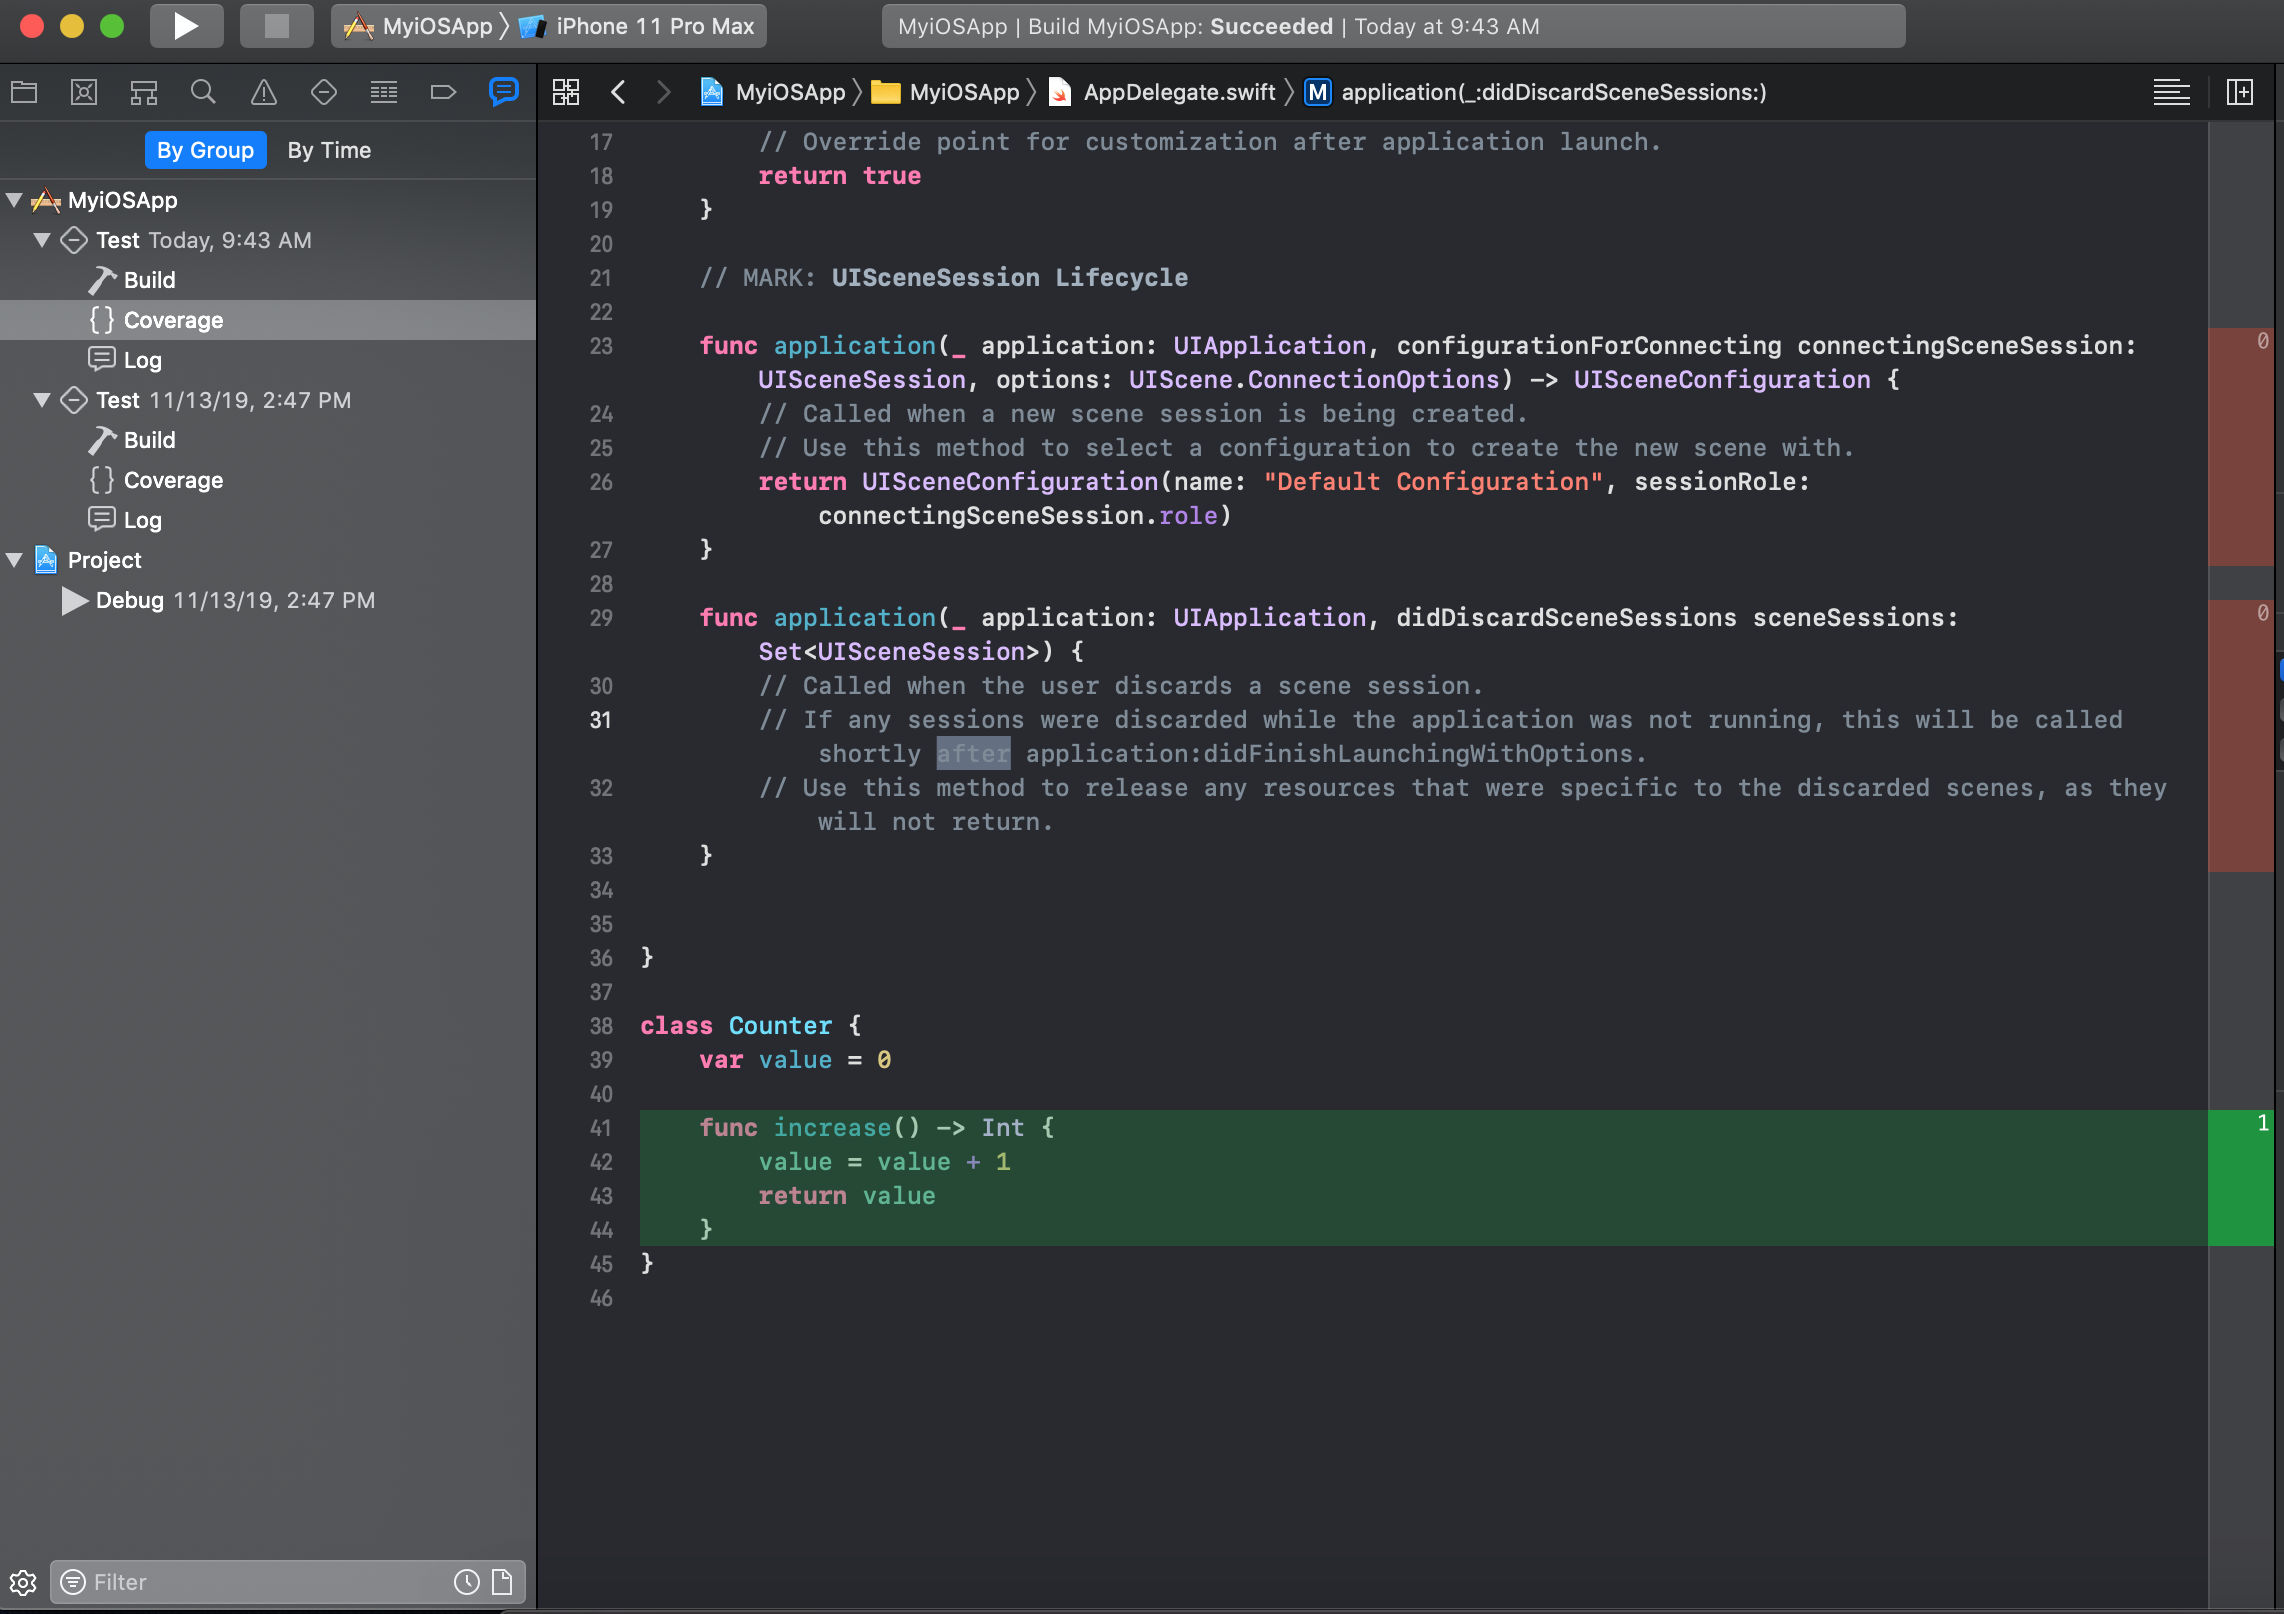 MyiOSApp 〉 iPhone 11 Pro Max
MyiOSApp | Build MyiOSApp: Succeeded | Today at 9:43 AM
MyiOSApp 〉 MyiOSApp 〉 AppDelegate.swift 〉 M application(_:didDiscardSceneSessions:)
By Group By Time
MyiOSApp
Test Today, 9:43 AM
Build
{} Coverage
Log
Test 11/13/19, 2:47 PM
Build
{} Coverage
Log
Project
Debug 11/13/19, 2:47 PM
Filter
17 // Override point for customization after application launch.
18 return true
19 }
20
21 // MARK: UISceneSession Lifecycle
22
23 func application(_ application: UIApplication, configurationForConnecting connectingSceneSession: 0
UISceneSession, options: UIScene.ConnectionOptions) -> UISceneConfiguration {
24 // Called when a new scene session is being created.
25 // Use this method to select a configuration to create the new scene with.
26 return UISceneConfiguration(name: "Default Configuration", sessionRole:
connectingSceneSession.role)
27 }
28
29 func application(_ application: UIApplication, didDiscardSceneSessions sceneSessions: 0
Set<UISceneSession>) {
30 // Called when the user discards a scene session.
31 // If any sessions were discarded while the application was not running, this will be called
shortly after application:didFinishLaunchingWithOptions.
32 // Use this method to release any resources that were specific to the discarded scenes, as they
will not return.
33 }
34
35
36 }
37
38 class Counter {
39 var value = 0
40
41 func increase() -> Int { 1
42 value = value + 1
43 return value
44 }
45 }
46